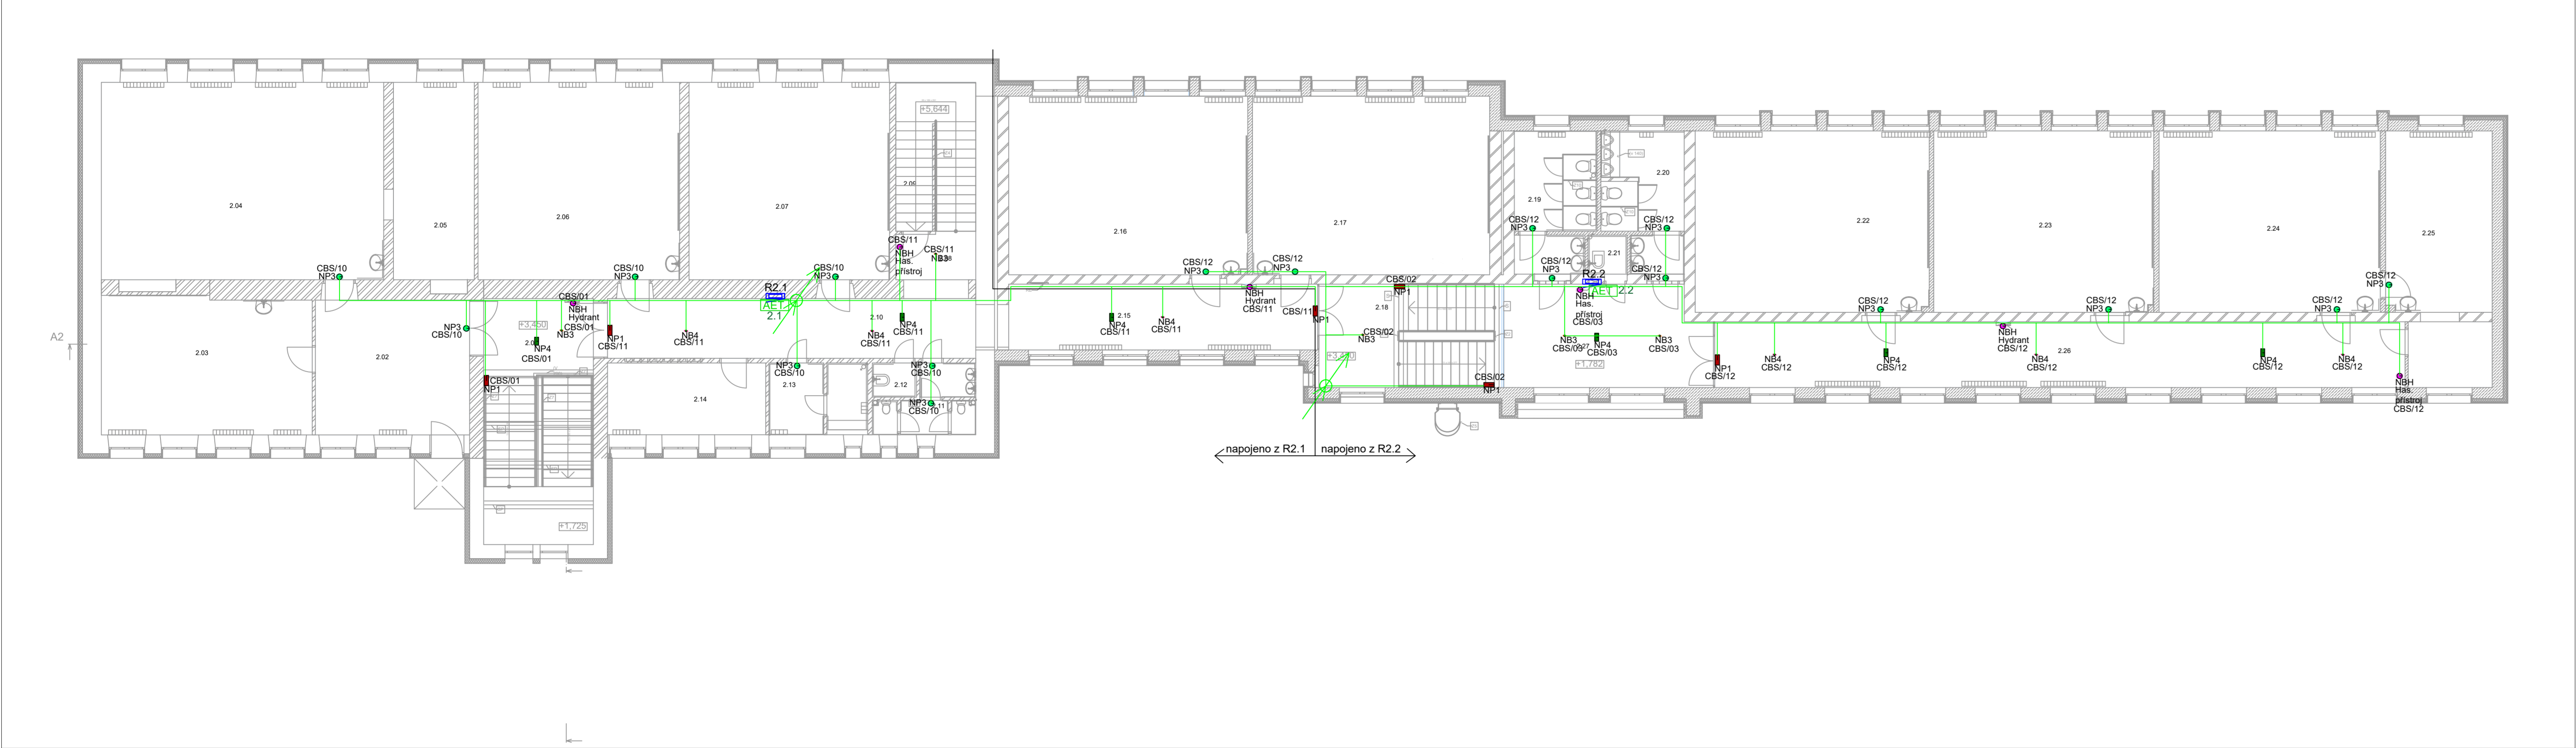 +5,644
2.04
2.05
2.06
2.07
2.09
2.16
2.17
2.19
2.20
2.21
2.22
2.23
2.24
2.25
CBS/10
NP3
CBS/10
NP3
CBS/10
NP3
CBS/11
NBH
Has.
přístroj
CBS/11
NB3
CBS/12
NP3
CBS/12
NP3
CBS/12
NP3
CBS/12
NP3
CBS/12
NP3
CBS/12
NP3
CBS/12
NP3
CBS/12
NP3
CBS/12
NP3
CBS/12
NP3
R2.1
2.1
R2.2
2.2
A2
2.03
2.02
NP3
CBS/10
+3,450
NP4
CBS/01
CBS/01
NBH
Hydrant
CBS/01
NB3
NP1
CBS/11
NB4
CBS/11
2.10
NB4
CBS/11
NP4
CBS/11
2.15
NP4
CBS/11
NB4
CBS/11
NBH
Hydrant
CBS/11
CBS/11
NP1
CBS/02
NP1
2.18
CBS/02
NB3
NBH
Has.
přístroj
CBS/03
NB3
CBS/03
NP4
CBS/03
2.27
NB3
CBS/03
+1,782
NP1
CBS/12
NB4
CBS/12
NP4
CBS/12
NBH
Hydrant
CBS/12
NB4
CBS/12
2.26
NP4
CBS/12
NB4
CBS/12
NBH
Has.
přístroj
CBS/12
CBS/01
NP1
2.14
2.13
NP3
CBS/10
2.12
NP3
CBS/10
NP3
CBS/10
2.11
CBS/02
NP1
napojeno z R2.1
napojeno z R2.2
+1,725